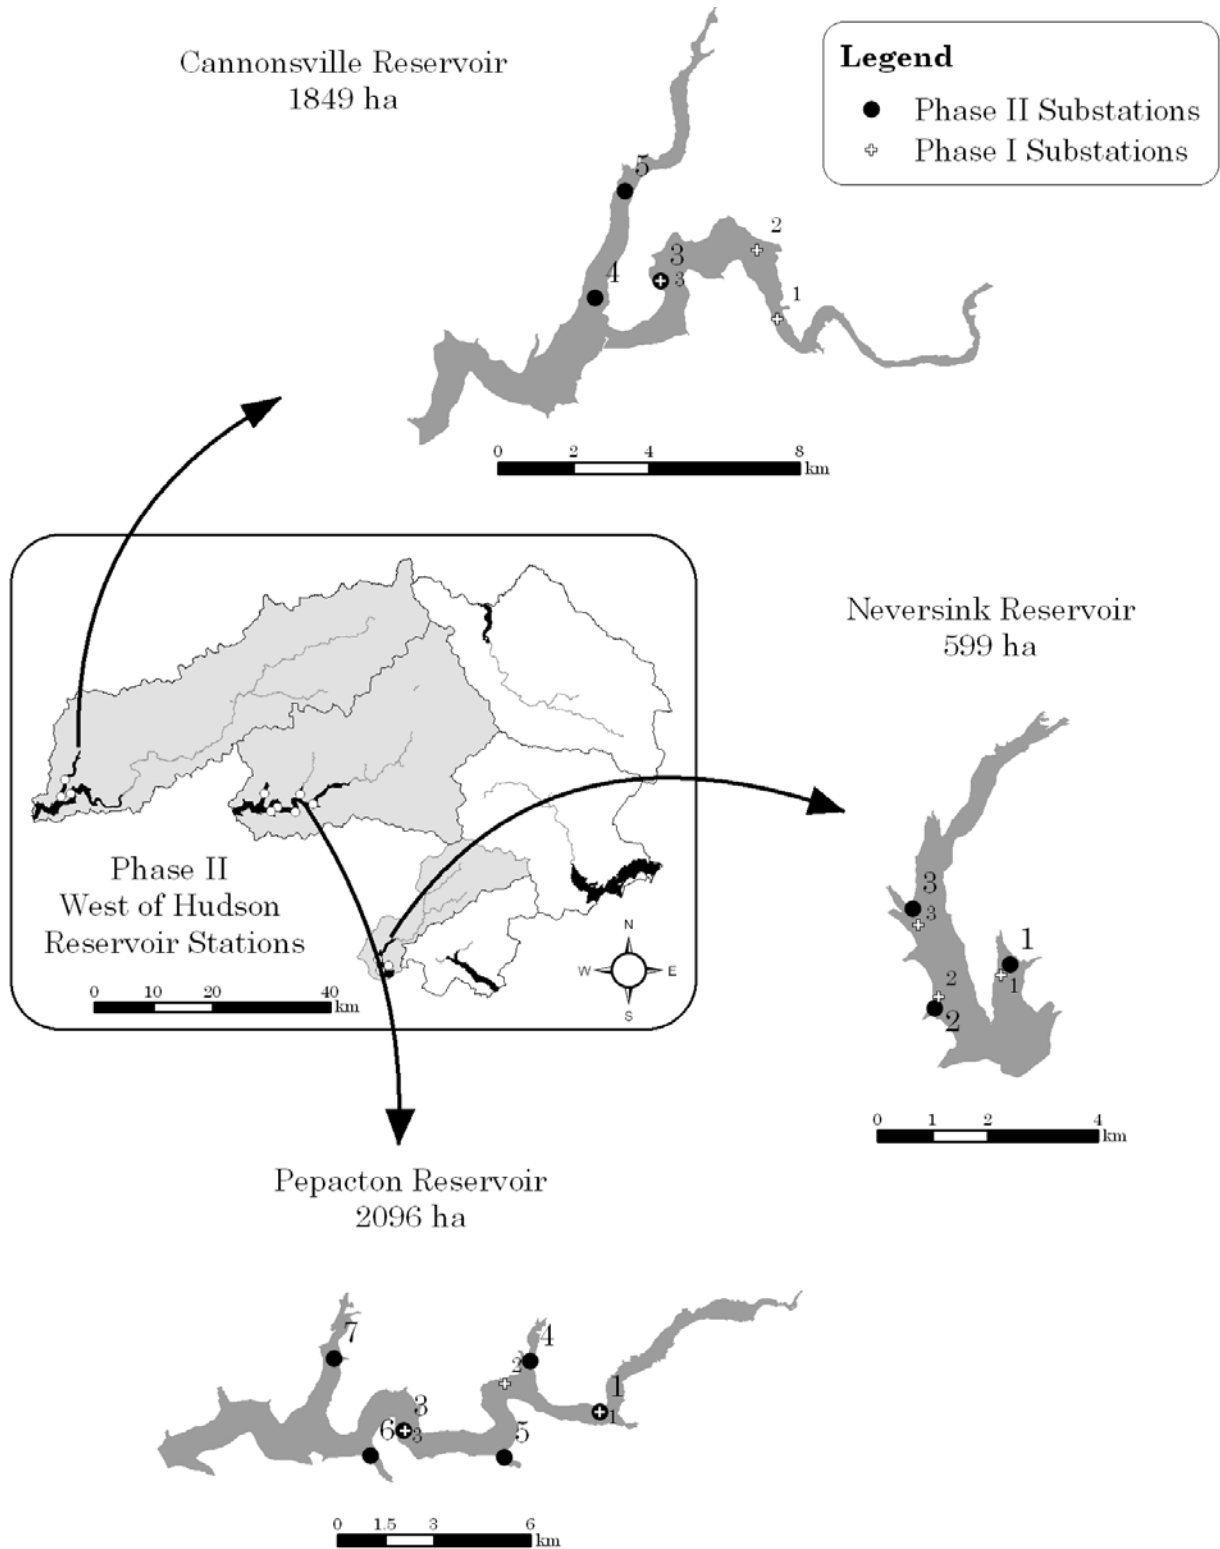 Cannonsville Reservoir
1849 ha
Legend
Phase II Substations
Phase I Substations
5
4
3
3
2
1
0 2 4 8
km
Neversink Reservoir
599 ha
3
3
1
1
2
2
0 1 2 4
km
Phase II
West of Hudson
Reservoir Stations
0 10 20 40
km
N
W E
S
Pepacton Reservoir
2096 ha
7
4
2
1
1
3
3
6
5
0 1.5 3 6
km